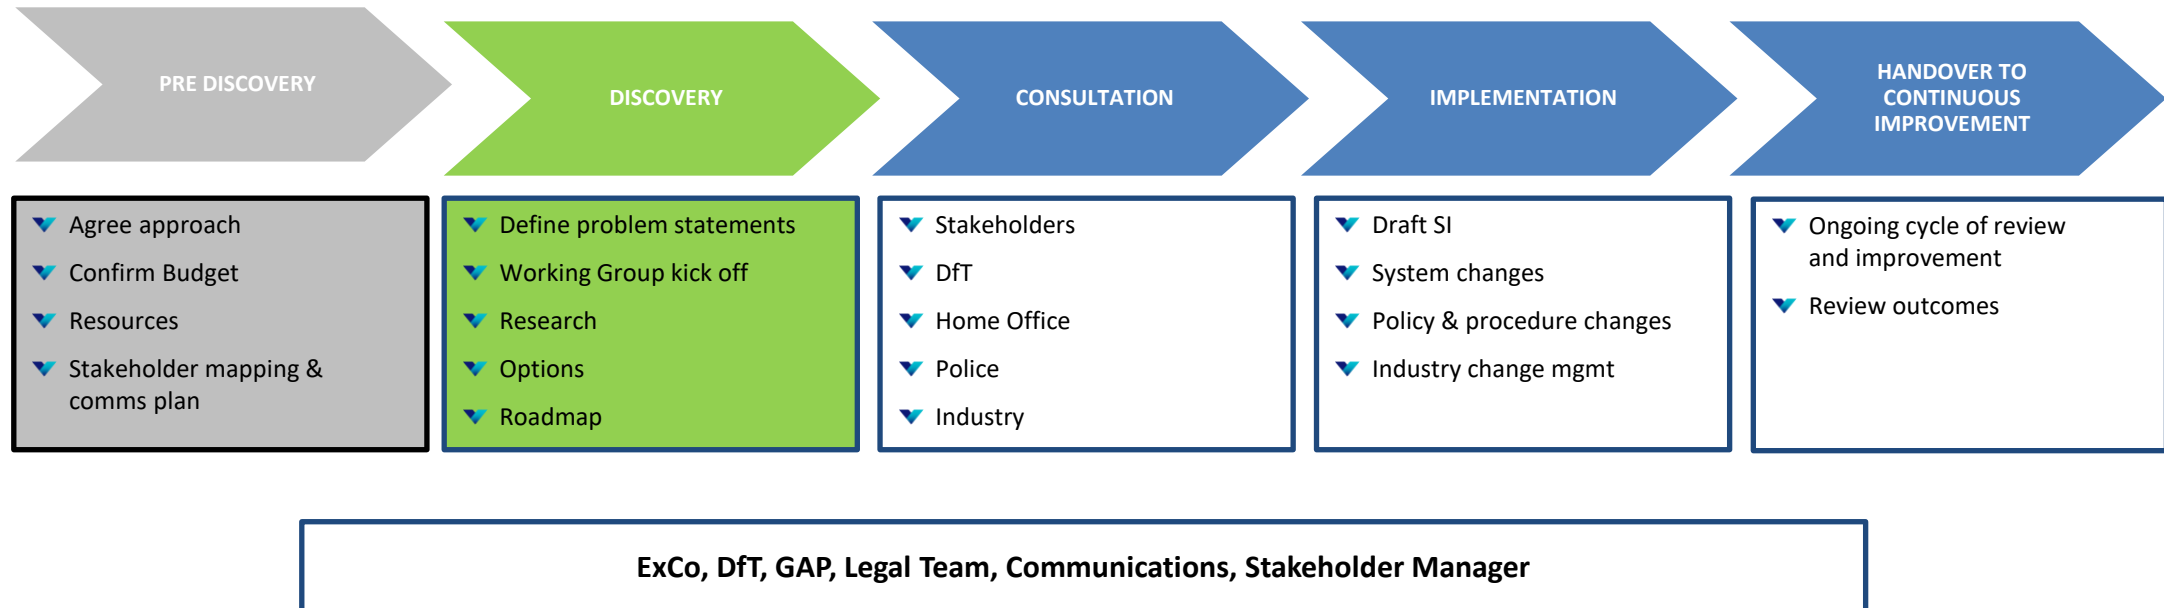 PRE DISCOVERY
DISCOVERY
CONSULTATION
IMPLEMENTATION
HANDOVER TO
CONTINUOUS
IMPROVEMENT
Agree approach
Confirm Budget
Resources
Stakeholder mapping &
comms plan
Define problem statements
Working Group kick off
Research
Options
Roadmap
Stakeholders
DfT
Home Office
Police
Industry
Draft SI
System changes
Policy & procedure changes
Industry change mgmt
Ongoing cycle of review
and improvement
Review outcomes
ExCo, DfT, GAP, Legal Team, Communications, Stakeholder Manager